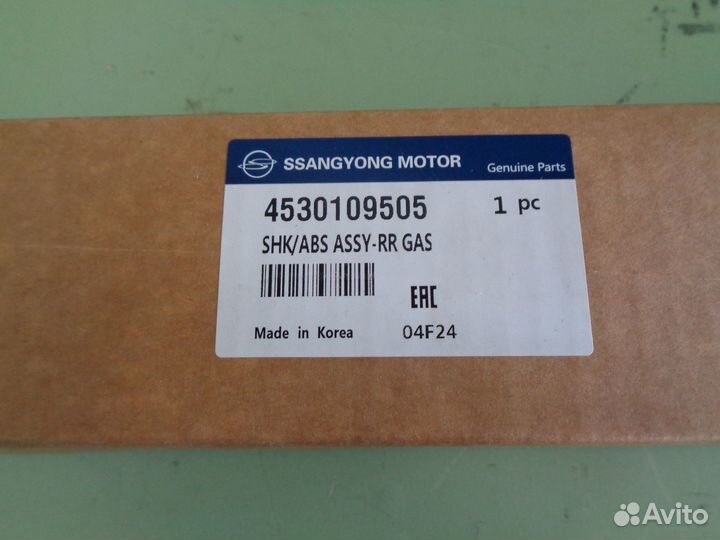 SSANGYONG MOTOR Genuine Parts
4530109505 1 pc
SHK/ABS ASSY-RR GAS
EAC
Made in Korea 04F24
Avito